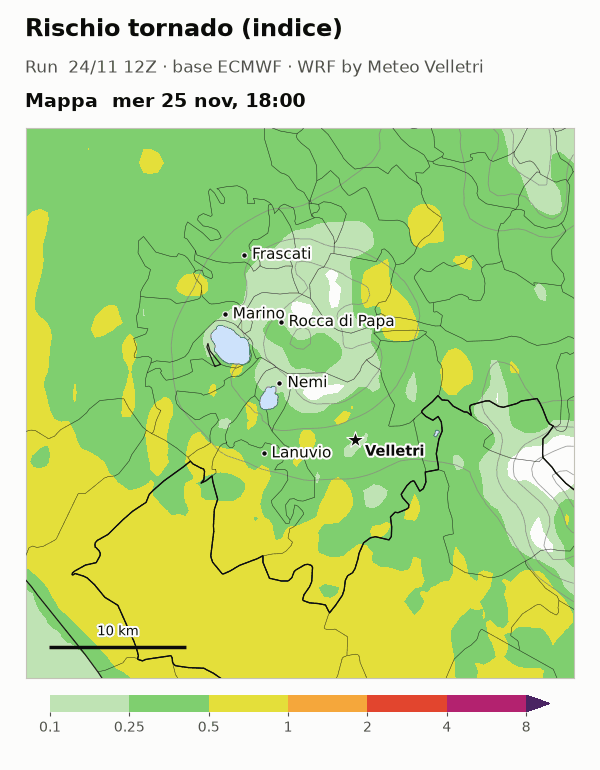 Rischio tornado (indice)
Run  24/11 12Z · base ECMWF · WRF by Meteo Velletri
Mappa  mer 25 nov, 18:00
Frascati
Marino
Rocca di Papa
Nemi
Velletri
Lanuvio
10 km
0.1 0.25 0.5 1 2 4 8